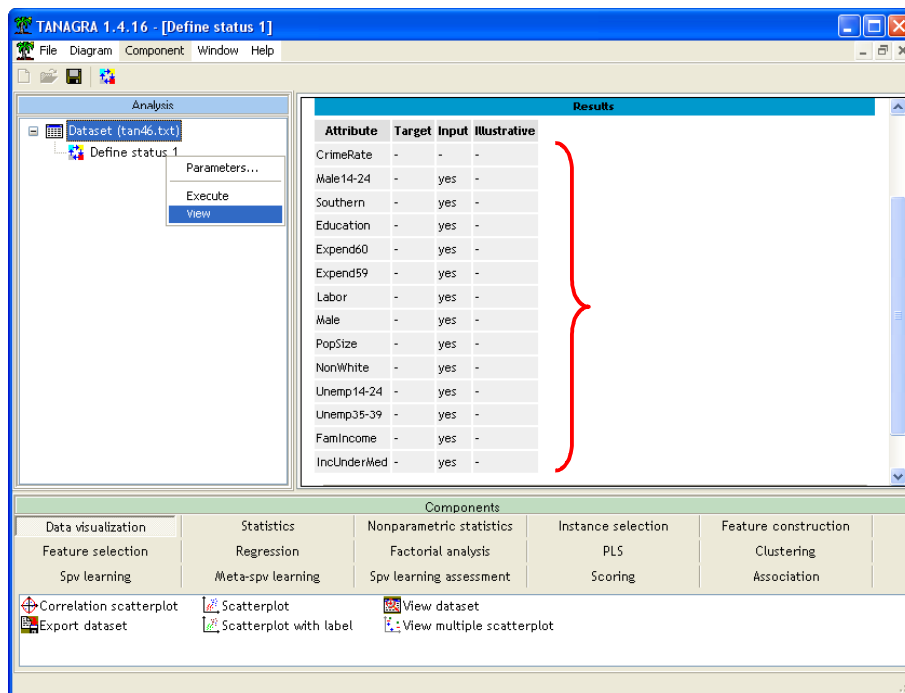 TANAGRA 1.4.16 - [Define status 1]
File Diagram Component Window Help
Analysis
Dataset (tan46.txt)
Define status 1
Parameters...
Execute
View
Results
Attribute Target Input Illustrative
CrimeRate - - -
Male14-24 - yes -
Southern - yes -
Education - yes -
Expend60 - yes -
Expend59 - yes -
Labor - yes -
Male - yes -
PopSize - yes -
NonWhite - yes -
Unemp14-24 - yes -
Unemp35-39 - yes -
FamIncome - yes -
IncUnderMed - yes -
Components
Data visualization Statistics Nonparametric statistics Instance selection Feature construction
Feature selection Regression Factorial analysis PLS Clustering
Spv learning Meta-spv learning Spv learning assessment Scoring Association
Correlation scatterplot Scatterplot View dataset
Export dataset Scatterplot with label View multiple scatterplot